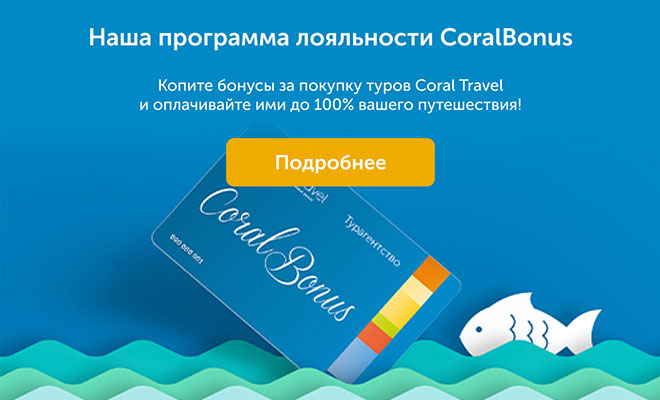 Наша программа лояльности CoralBonus
Копите бонусы за покупку туров Coral Travel
и оплачивайте ими до 100% вашего путешествия!
Подробнее
Турагентство
Coral Bonus